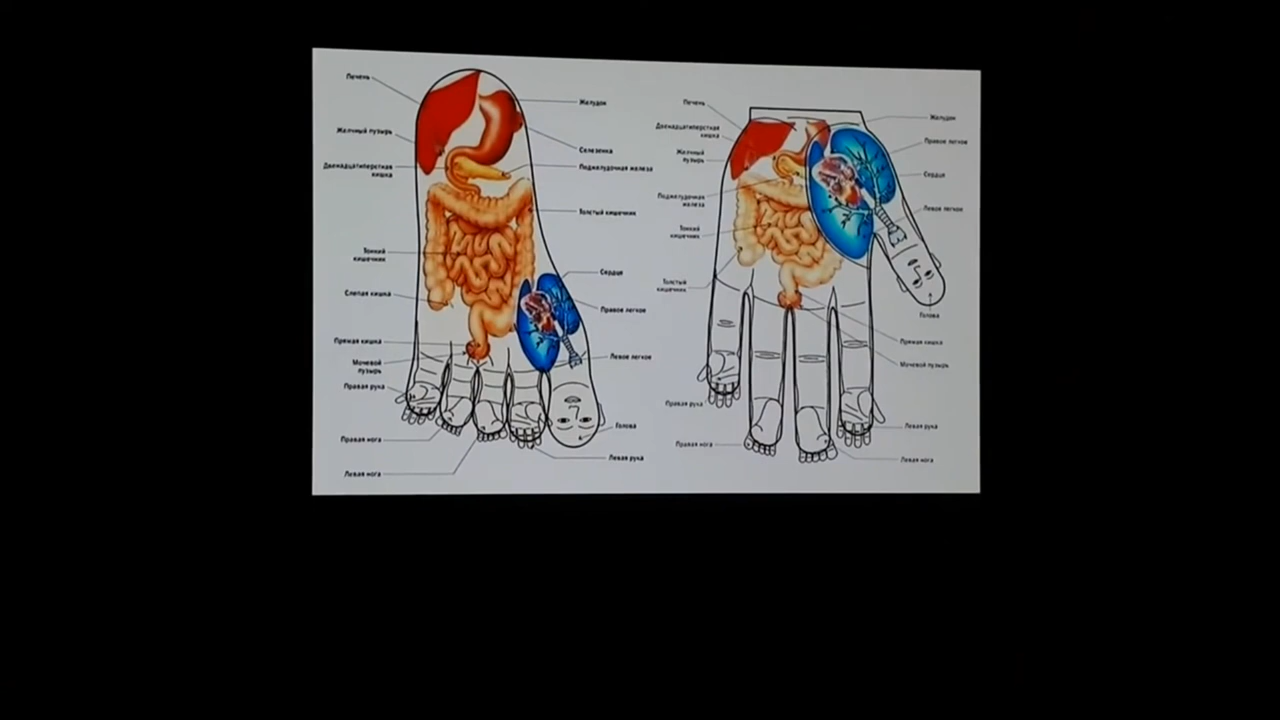 Печень
Желчный пузырь
Двенадцатиперстная
кишка
Тонкий
кишечник
Слепая кишка
Прямая кишка
Мочевой
пузырь
Правая рука
Правая нога
Левая нога
Желудок
Селезенка
Поджелудочная железа
Толстый кишечник
Сердце
Правое легкое
Левое легкое
Голова
Левая рука
Печень
Двенадцатиперстная
кишка
Желчный
пузырь
Поджелудочная
железа
Тонкий
кишечник
Толстый
кишечник
Правая рука
Правая нога
Желудок
Правое легкое
Сердце
Левое легкое
Голова
Прямая кишка
Мочевой пузырь
Левая рука
Левая нога